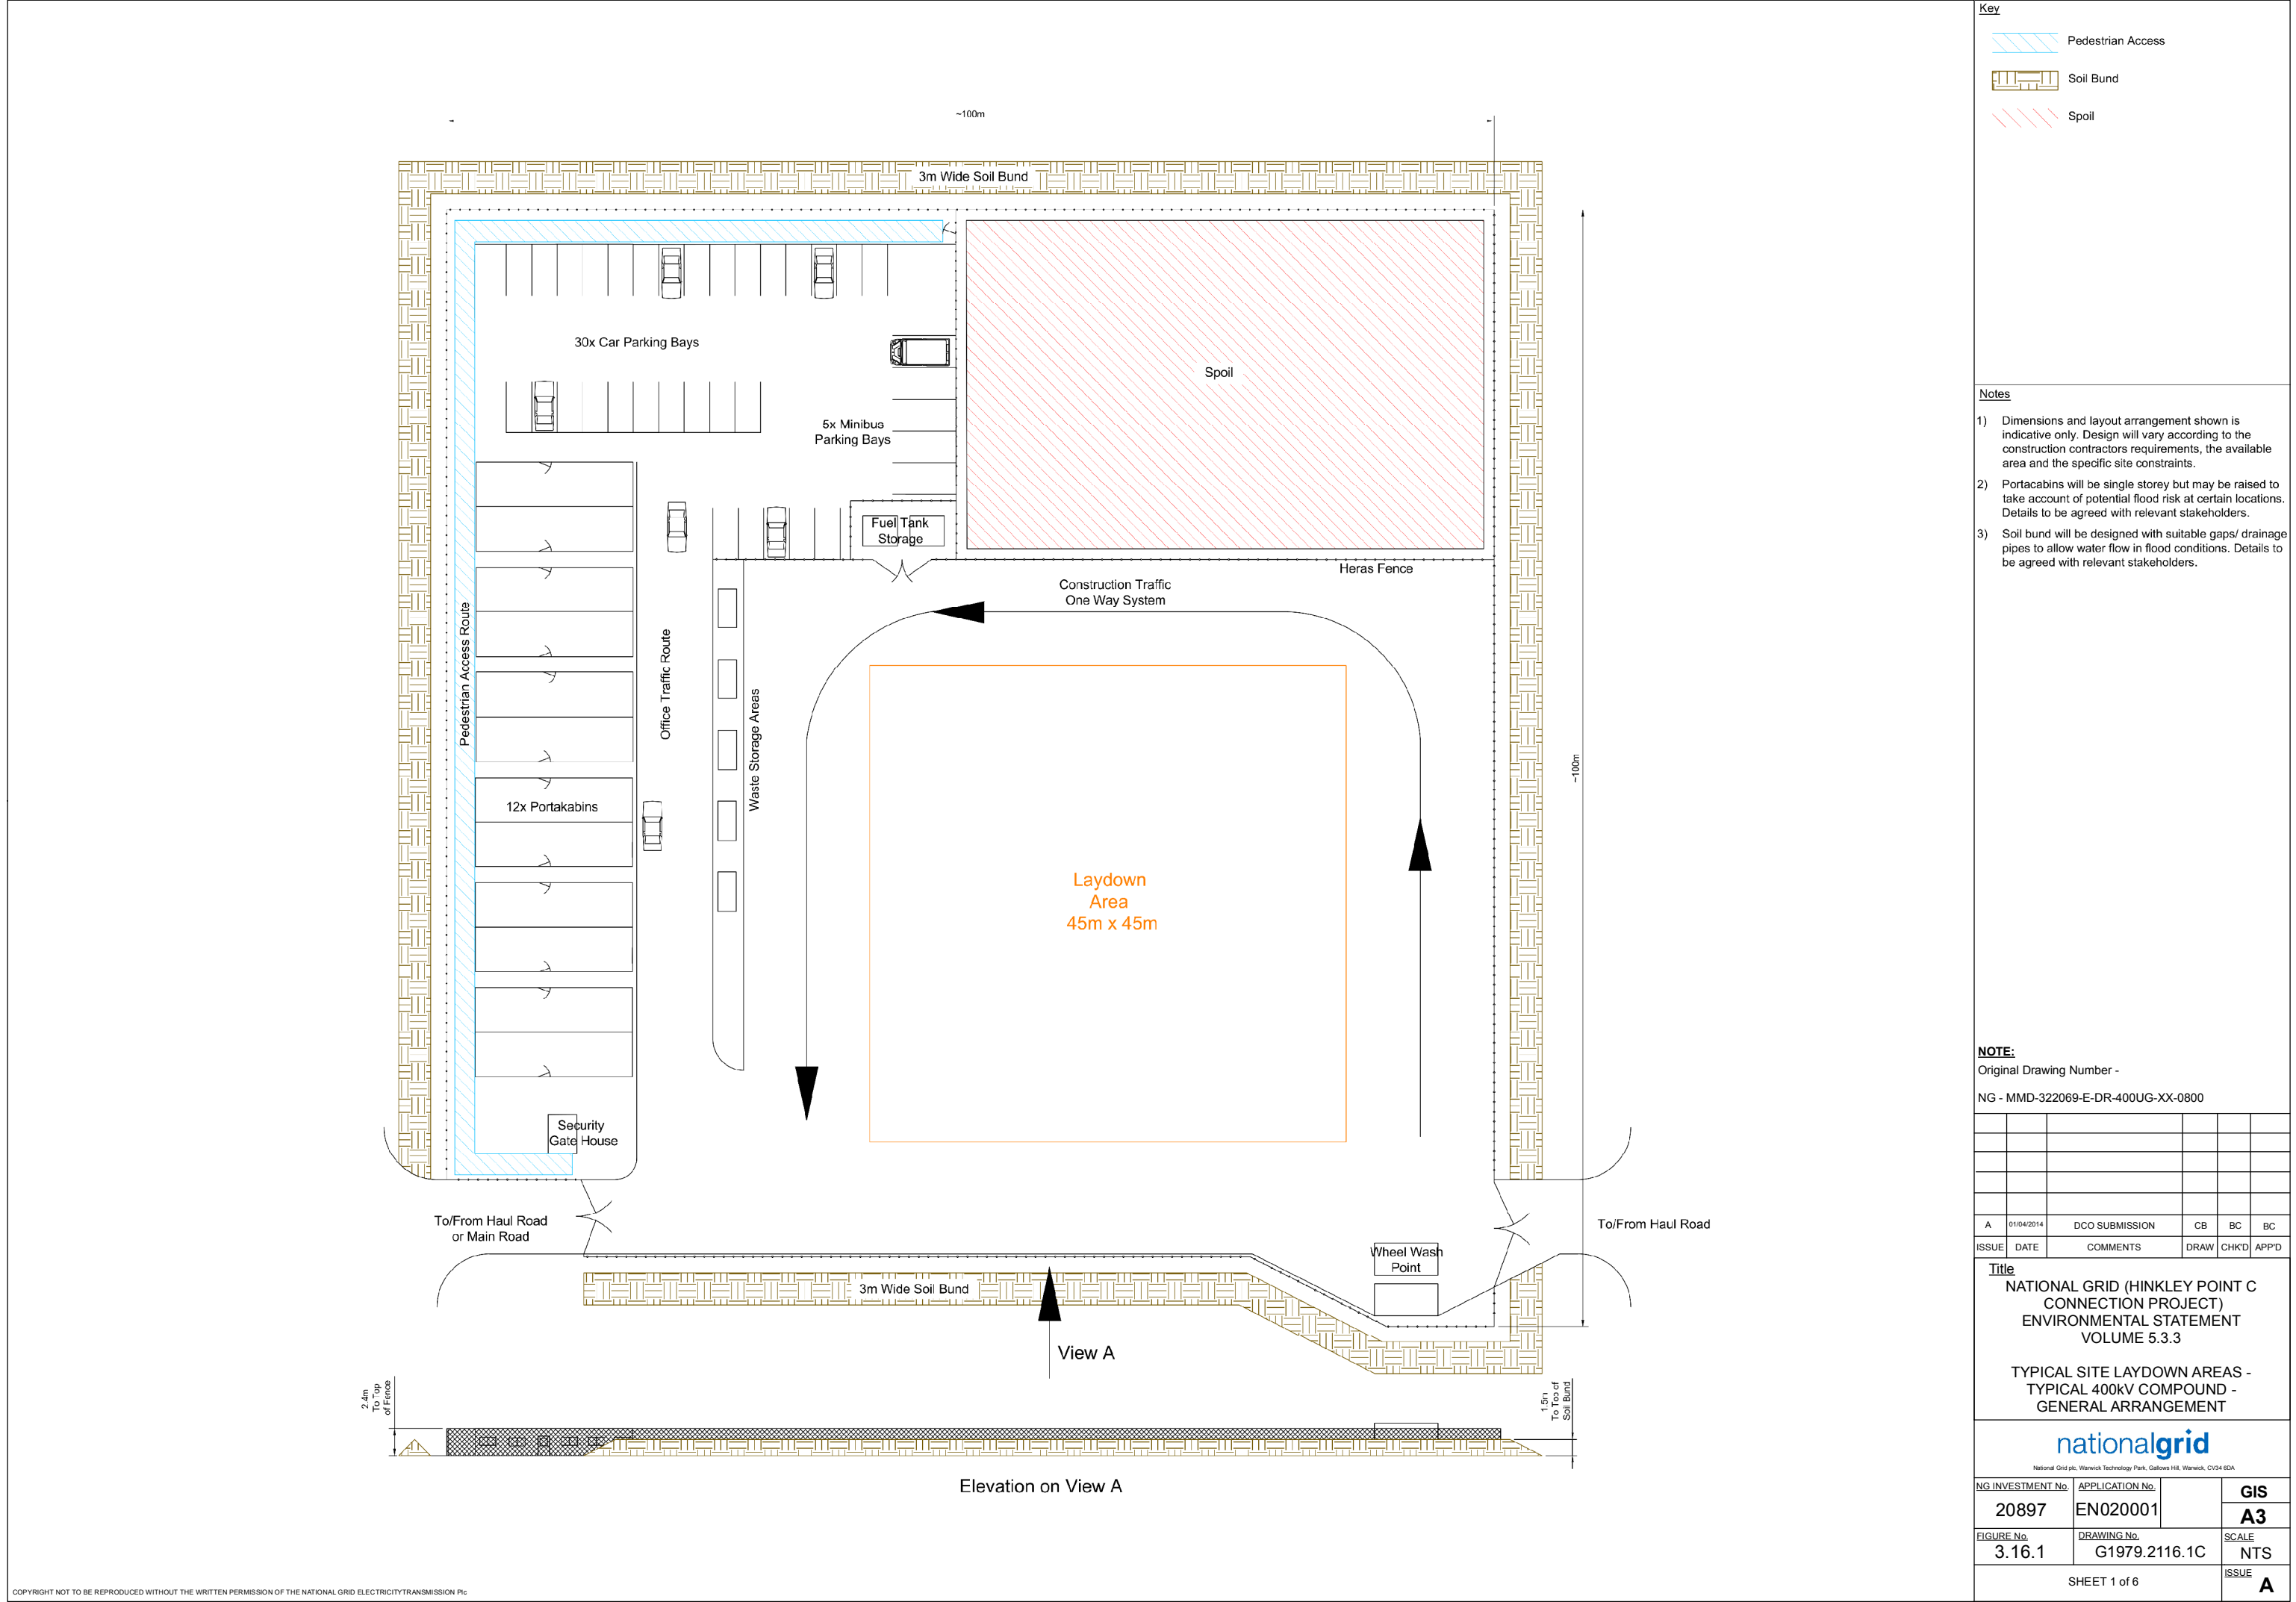 ~100m
3m Wide Soil Bund
30x Car Parking Bays
5x Minibus
Parking Bays
Spoil
Fuel Tank
Storage
Heras Fence
Construction Traffic
One Way System
Pedestrian Access Route
Office Traffic Route
Waste Storage Areas
~100m
12x Portakabins
Laydown
Area
45m x 45m
Security
Gate House
To/From Haul Road
or Main Road
To/From Haul Road
Wheel Wash
Point
3m Wide Soil Bund
View A
2.4m
To Top
of Fence
1.5m
To Top of
Soil Bund
Elevation on View A
COPYRIGHT NOT TO BE REPRODUCED WITHOUT THE WRITTEN PERMISSION OF THE NATIONAL GRID ELECTRICITYTRANSMISSION Plc
Key
Pedestrian Access
Soil Bund
Spoil
Notes
1) Dimensions and layout arrangement shown is
indicative only. Design will vary according to the
construction contractors requirements, the available
area and the specific site constraints.
2) Portacabins will be single storey but may be raised to
take account of potential flood risk at certain locations.
Details to be agreed with relevant stakeholders.
3) Soil bund will be designed with suitable gaps/ drainage
pipes to allow water flow in flood conditions. Details to
be agreed with relevant stakeholders.
NOTE:
Original Drawing Number -
NG - MMD-322069-E-DR-400UG-XX-0800
A 01/04/2014 DCO SUBMISSION CB BC BC
ISSUE DATE COMMENTS DRAW CHK'D APP'D
Title
NATIONAL GRID (HINKLEY POINT C
CONNECTION PROJECT)
ENVIRONMENTAL STATEMENT
VOLUME 5.3.3
TYPICAL SITE LAYDOWN AREAS -
TYPICAL 400kV COMPOUND -
GENERAL ARRANGEMENT
nationalgrid
National Grid plc, Warwick Technology Park, Gallows Hill, Warwick, CV34 6DA
NG INVESTMENT No. APPLICATION No.
20897 EN020001
GIS
A3
FIGURE No. DRAWING No. SCALE
3.16.1 G1979.2116.1C NTS
SHEET 1 of 6
ISSUE
A